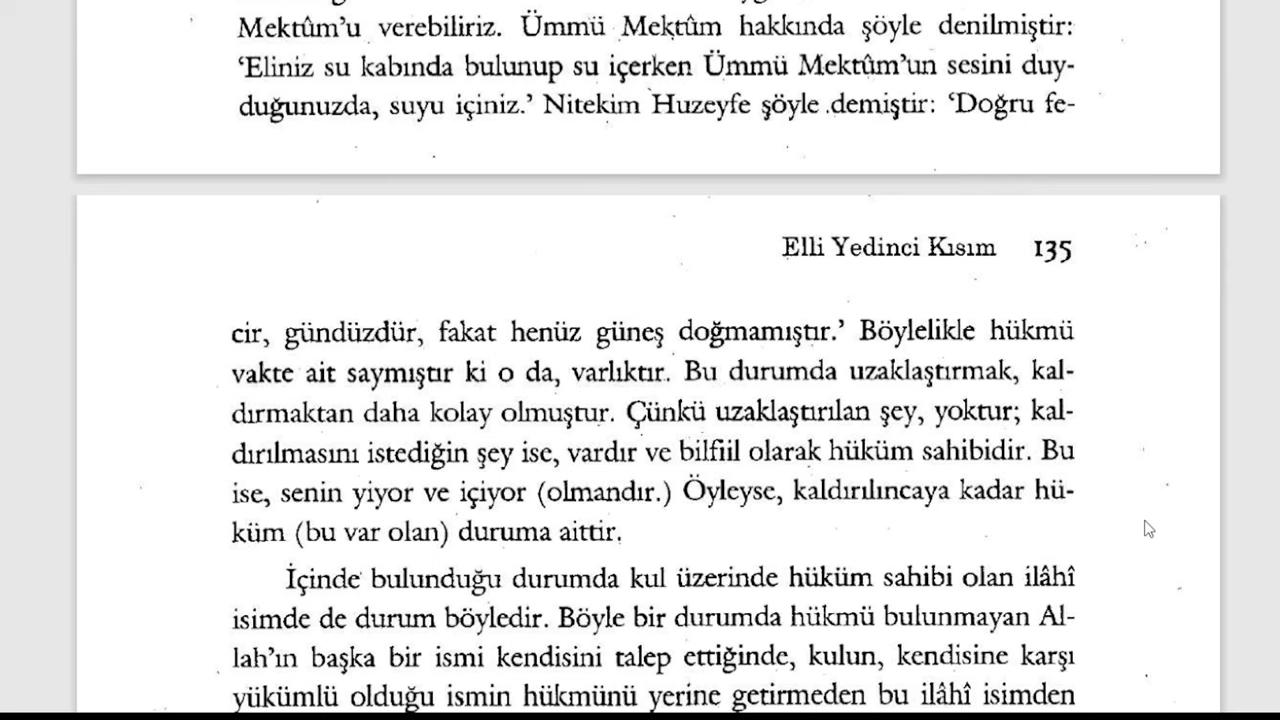 Mektûm'u verebiliriz. Ümmü Mektûm hakkında şöyle denilmiştir:
'Eliniz su kabında bulunup su içerken Ümmü Mektûm'un sesini duy-
duğunuzda, suyu içiniz.' Nitekim Huzeyfe şöyle demiştir: 'Doğru fe-
Elli Yedinci Kısım 135
cir, gündüzdür, fakat henüz güneş doğmamıştır.' Böylelikle hükmü
vakte ait saymıştır ki o da, varlıktır. Bu durumda uzaklaştırmak, kal-
dırmaktan daha kolay olmuştur. Çünkü uzaklaştırılan şey, yoktur; kal-
dırılmasını istediğin şey ise, vardır ve bilfiil olarak hüküm sahibidir. Bu
ise, senin yiyor ve içiyor (olmandır.) Öyleyse, kaldırılıncaya kadar hü-
küm (bu var olan) duruma aittir.
İçinde bulunduğu durumda kul üzerinde hüküm sahibi olan ilâhî
isimde de durum böyledir. Böyle bir durumda hükmü bulunmayan Al-
lah'ın başka bir ismi kendisini talep ettiğinde, kulun, kendisine karşı
yükümlü olduğu ismin hükmünü yerine getirmeden bu ilâhî isimden